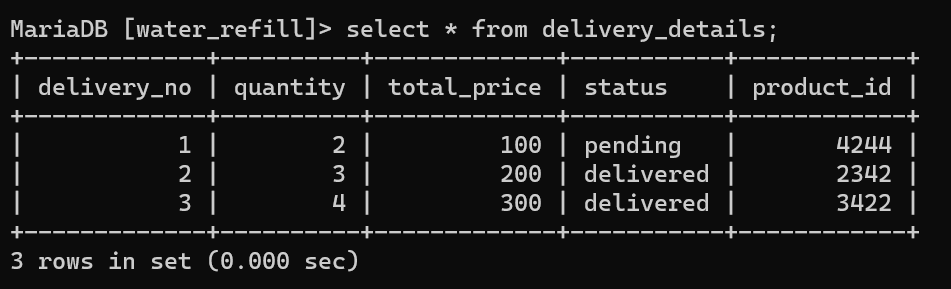 MariaDB [water_refill]> select * from delivery_details;
+-------------+----------+-------------+-----------+------------+
| delivery_no | quantity | total_price | status    | product_id |
+-------------+----------+-------------+-----------+------------+
|           1 |        2 |         100 | pending   |       4244 |
|           2 |        3 |         200 | delivered |       2342 |
|           3 |        4 |         300 | delivered |       3422 |
+-------------+----------+-------------+-----------+------------+
3 rows in set (0.000 sec)